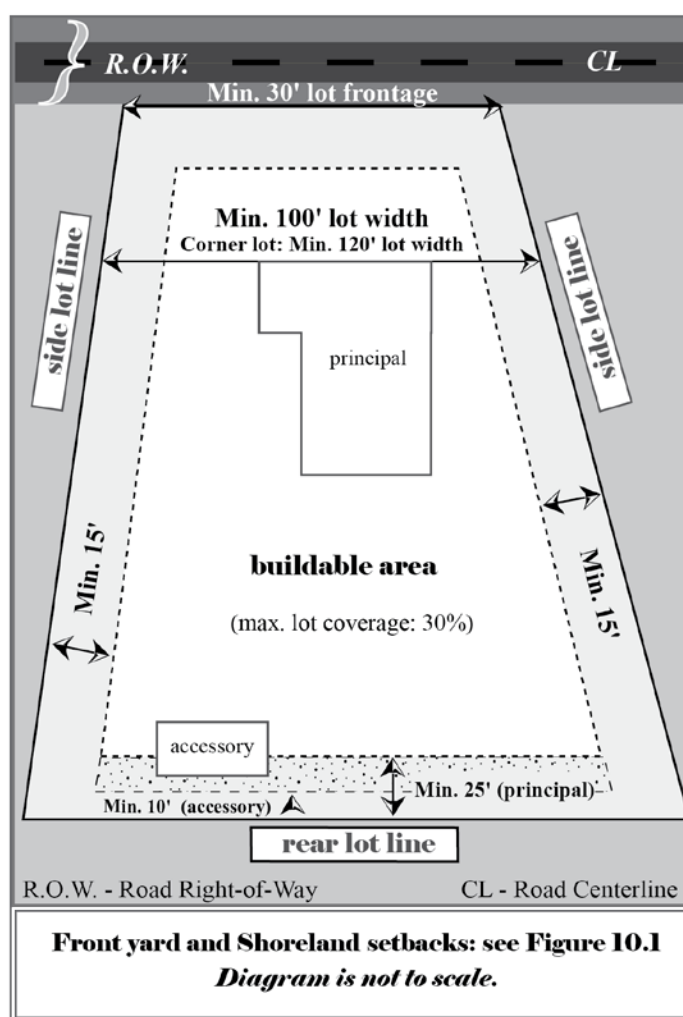 R.O.W.
CL
Min. 30' lot frontage
Min. 100' lot width
Corner lot: Min. 120' lot width
side lot line
side lot line
principal
Min. 15'
buildable area
Min. 15'
(max. lot coverage: 30%)
accessory
Min. 25' (principal)
Min. 10' (accessory)
rear lot line
R.O.W. - Road Right-of-Way
CL - Road Centerline
Front yard and Shoreland setbacks: see Figure 10.1
Diagram is not to scale.